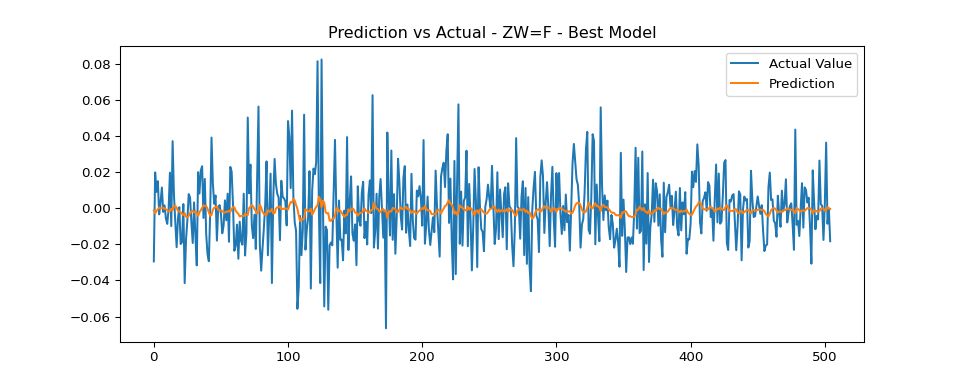 Prediction vs Actual - ZW=F - Best Model
Actual Value
Prediction
0.08
0.06
0.04
0.02
0.00
−0.02
−0.04
−0.06
0 100 200 300 400 500